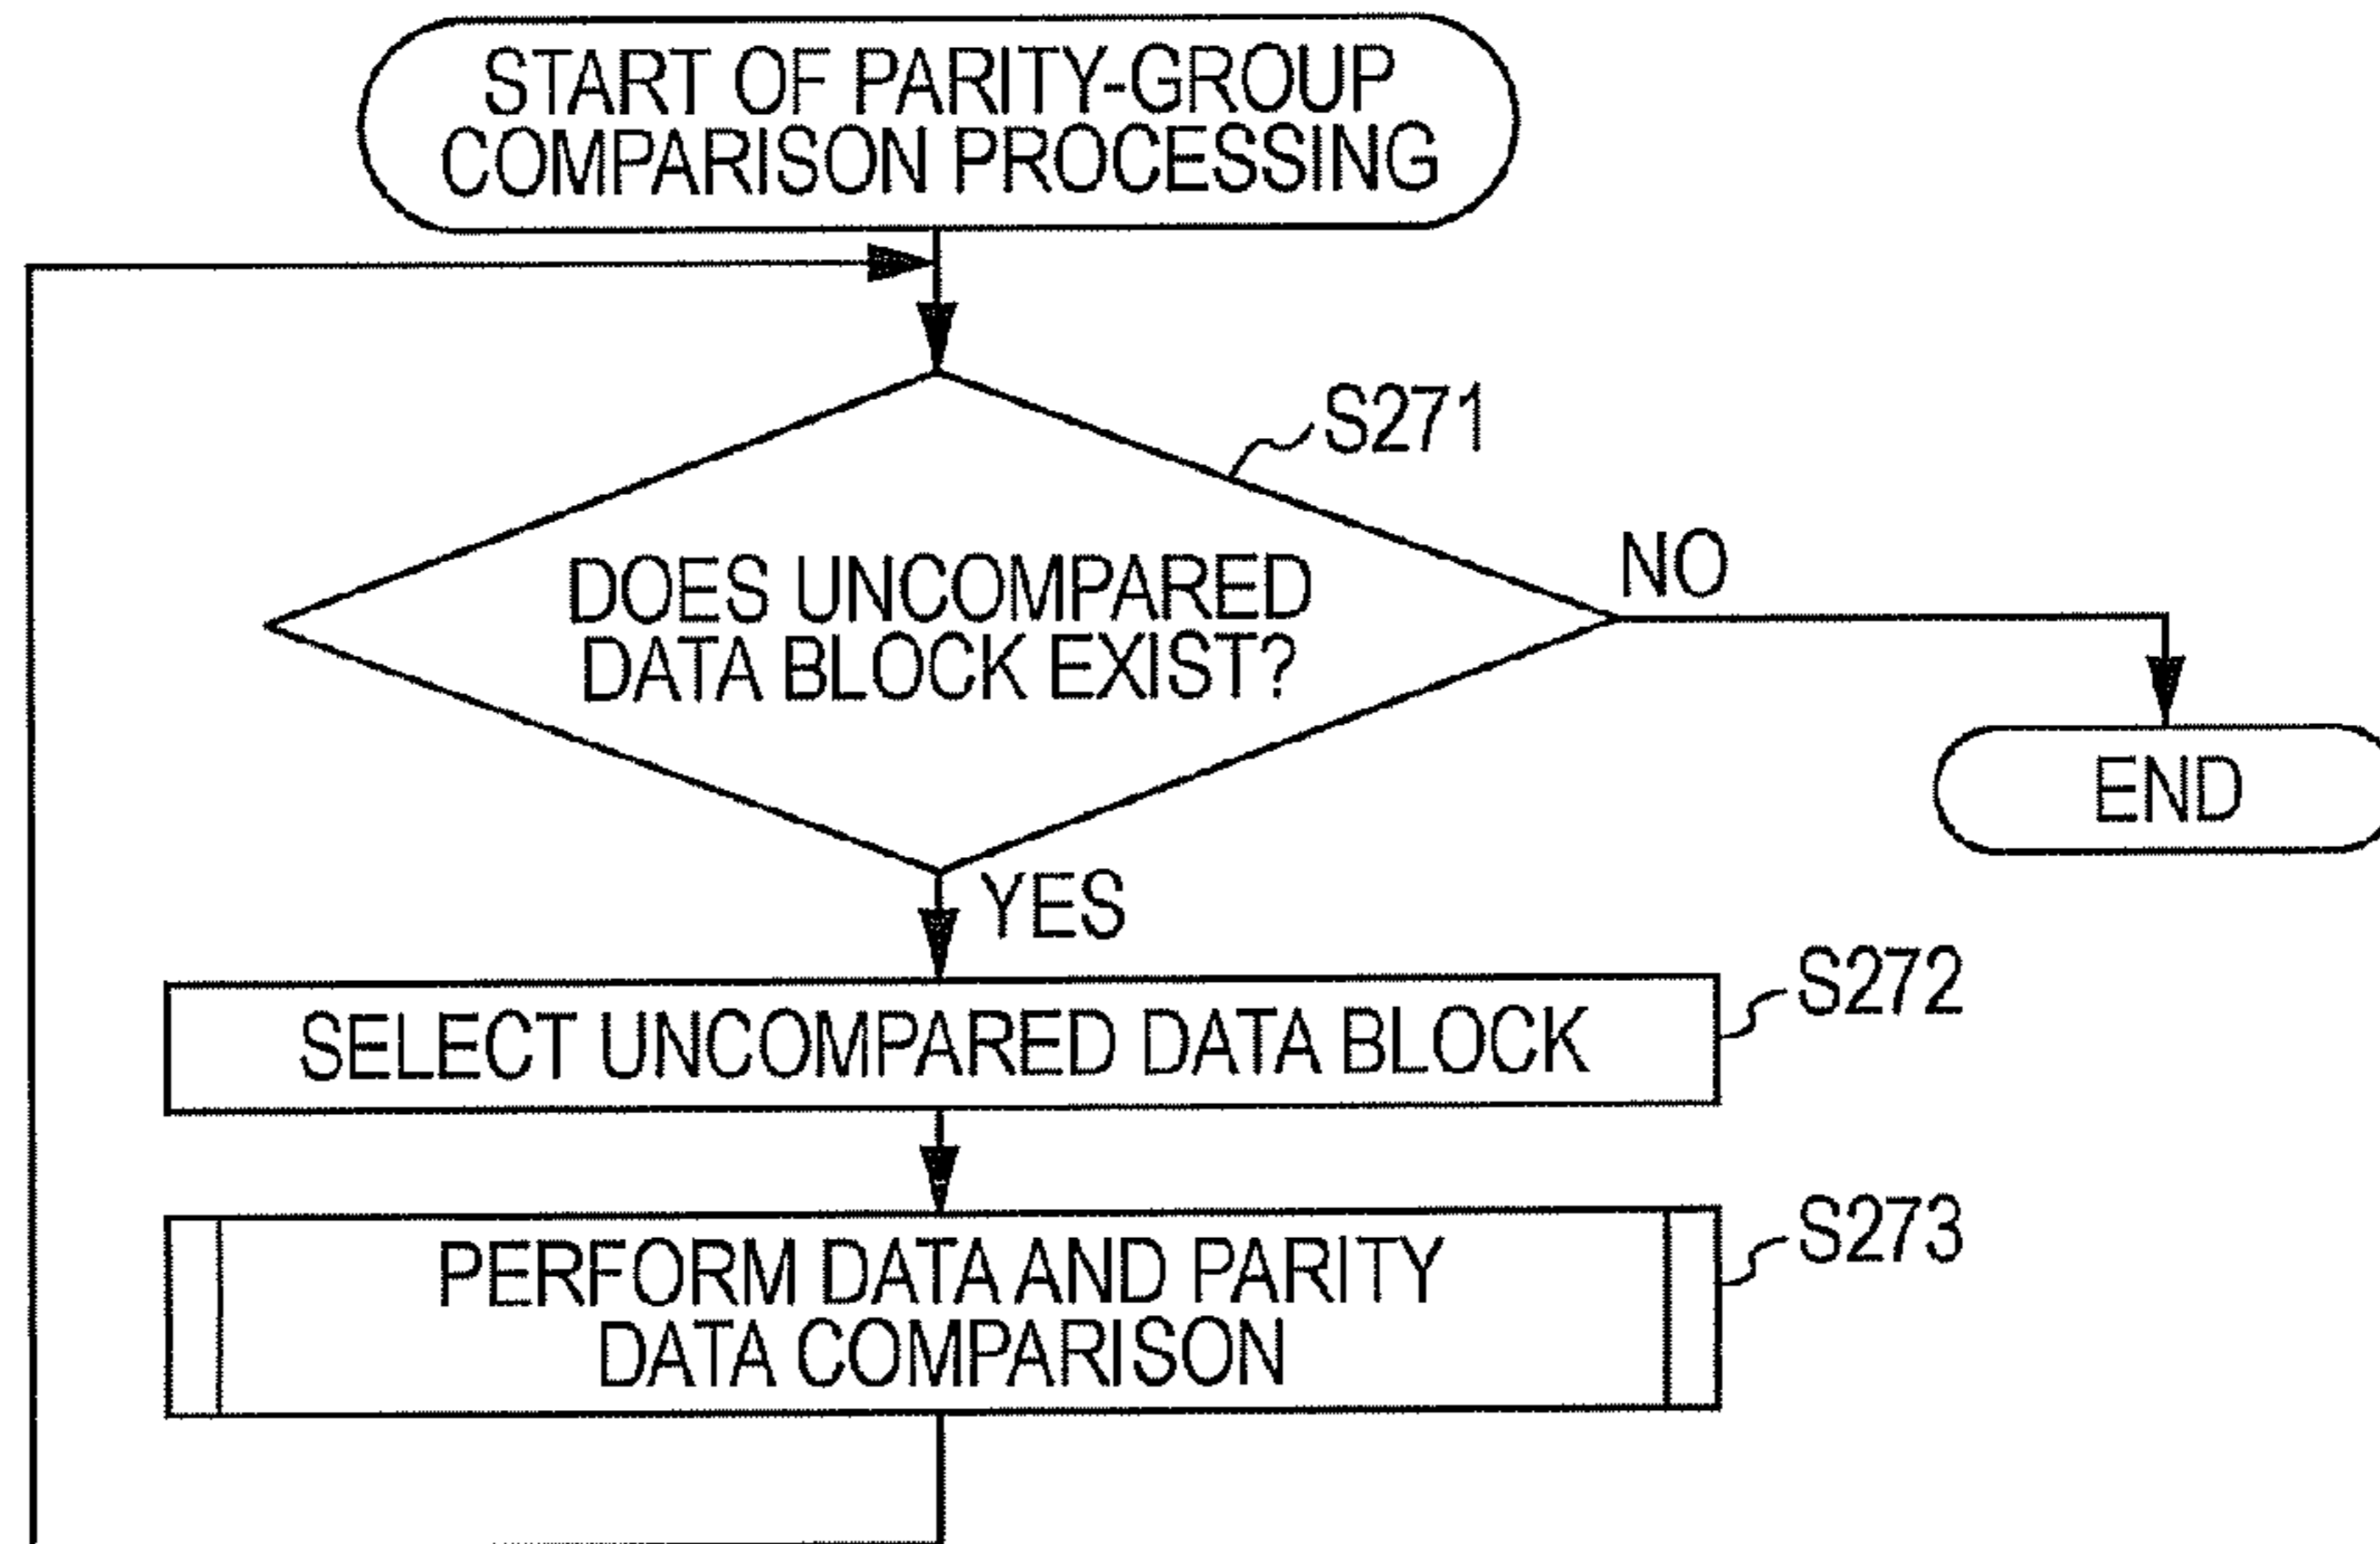 START OF PARITY-GROUP
COMPARISON PROCESSING
S271
DOES UNCOMPARED
DATA BLOCK EXIST?
NO
END
YES
SELECT UNCOMPARED DATA BLOCK
S272
PERFORM DATA AND PARITY
DATA COMPARISON
S273